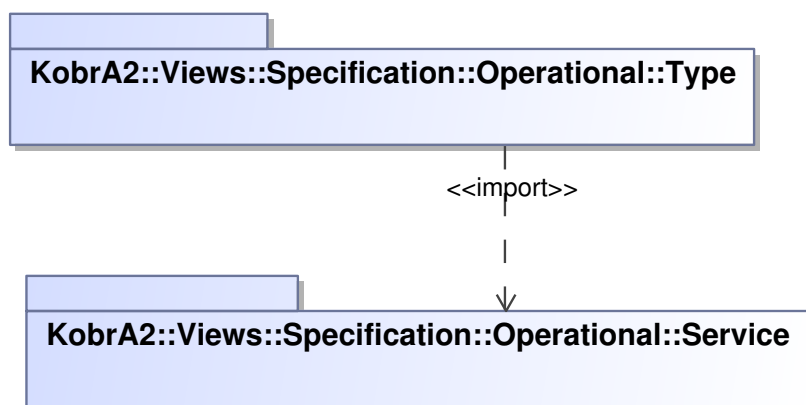 KobrA2::Views::Specification::Operational::Type
<<import>>
KobrA2::Views::Specification::Operational::Service